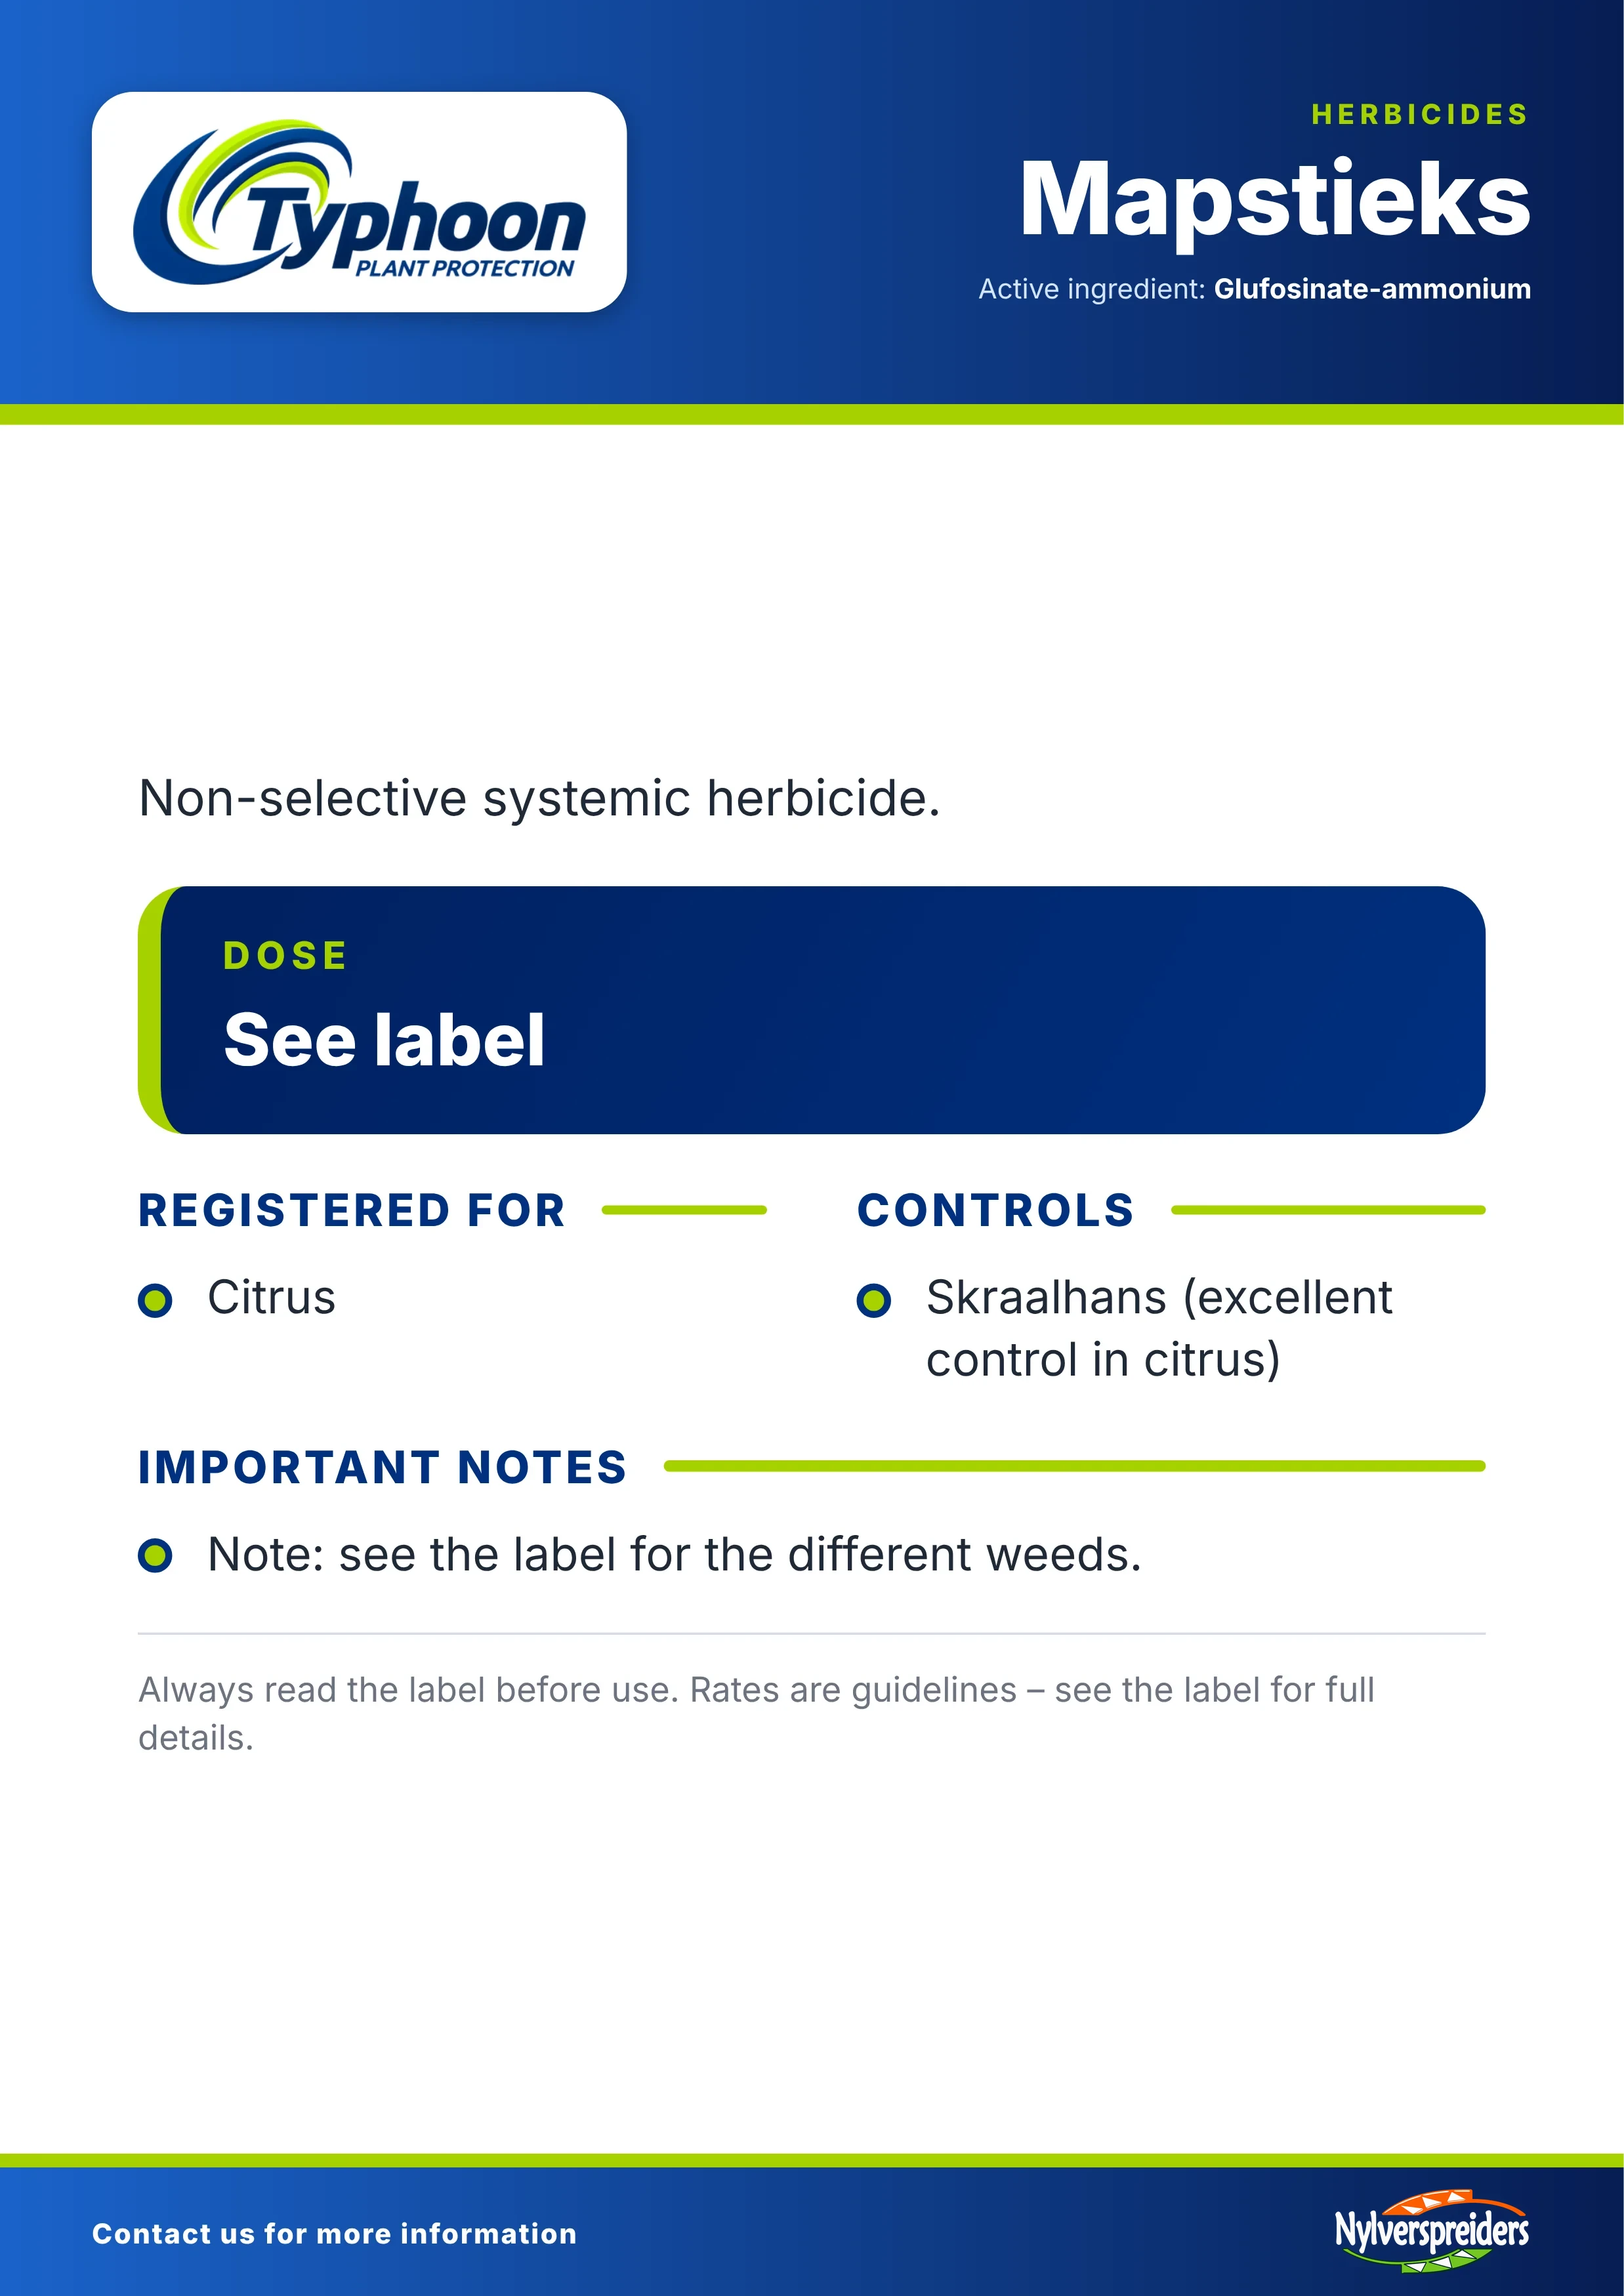 Typhoon
PLANT PROTECTION
HERBICIDES
Mapstieks
Active ingredient: Glufosinate-ammonium
Non-selective systemic herbicide.
DOSE
See label
REGISTERED FOR
Citrus
CONTROLS
Skraalhans (excellent
control in citrus)
IMPORTANT NOTES
Note: see the label for the different weeds.
Always read the label before use. Rates are guidelines – see the label for full
details.
Contact us for more information
Nylverspreiders